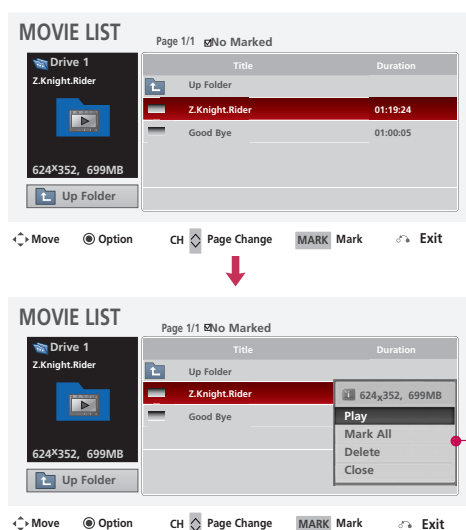 MOVIE LIST
Page 1/1 No Marked
Drive 1
Z.Knight.Rider
624X352, 699MB
Up Folder
Title Duration
Up Folder
Z.Knight.Rider 01:19:24
Good Bye 01:00:05
Move Option CH Page Change MARK Mark Exit
MOVIE LIST
Page 1/1 No Marked
Drive 1
Z.Knight.Rider
624X352, 699MB
Up Folder
Title Duration
Up Folder
Z.Knight.Rider
Good Bye
i 624X352, 699MB
Play
Mark All
Delete
Close
Move Option CH Page Change MARK Mark Exit